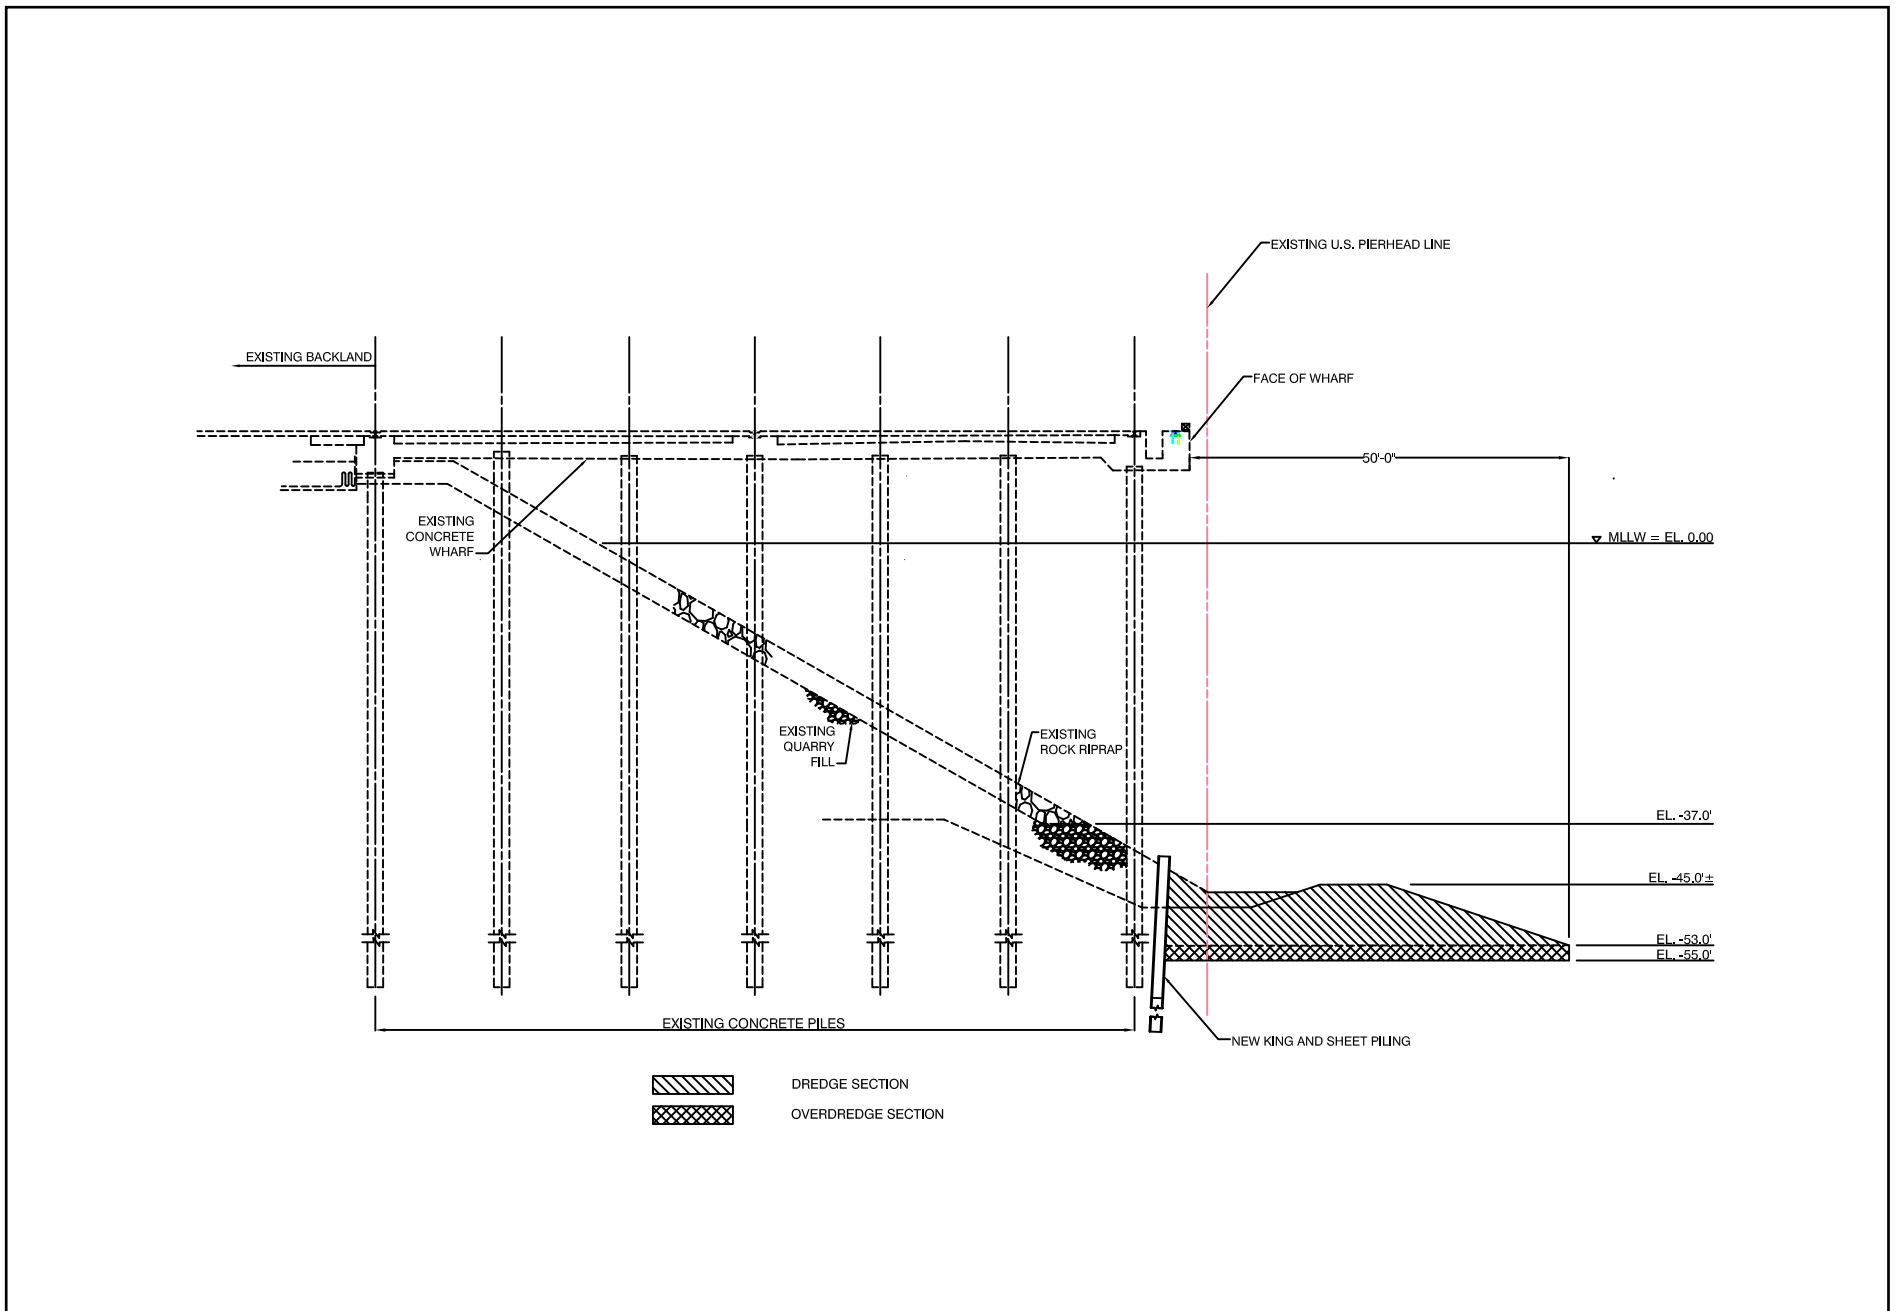 EXISTING U.S. PIERHEAD LINE
EXISTING BACKLAND
FACE OF WHARF
50'-0"
EXISTING
CONCRETE
WHARF
MLLW = EL. 0.00
EXISTING
QUARRY
FILL
EXISTING
ROCK RIPRAP
EL. -37.0'
EL. -45.0'±
EL. -53.0'
EL. -55.0'
EXISTING CONCRETE PILES
NEW KING AND SHEET PILING
DREDGE SECTION
OVERDREDGE SECTION